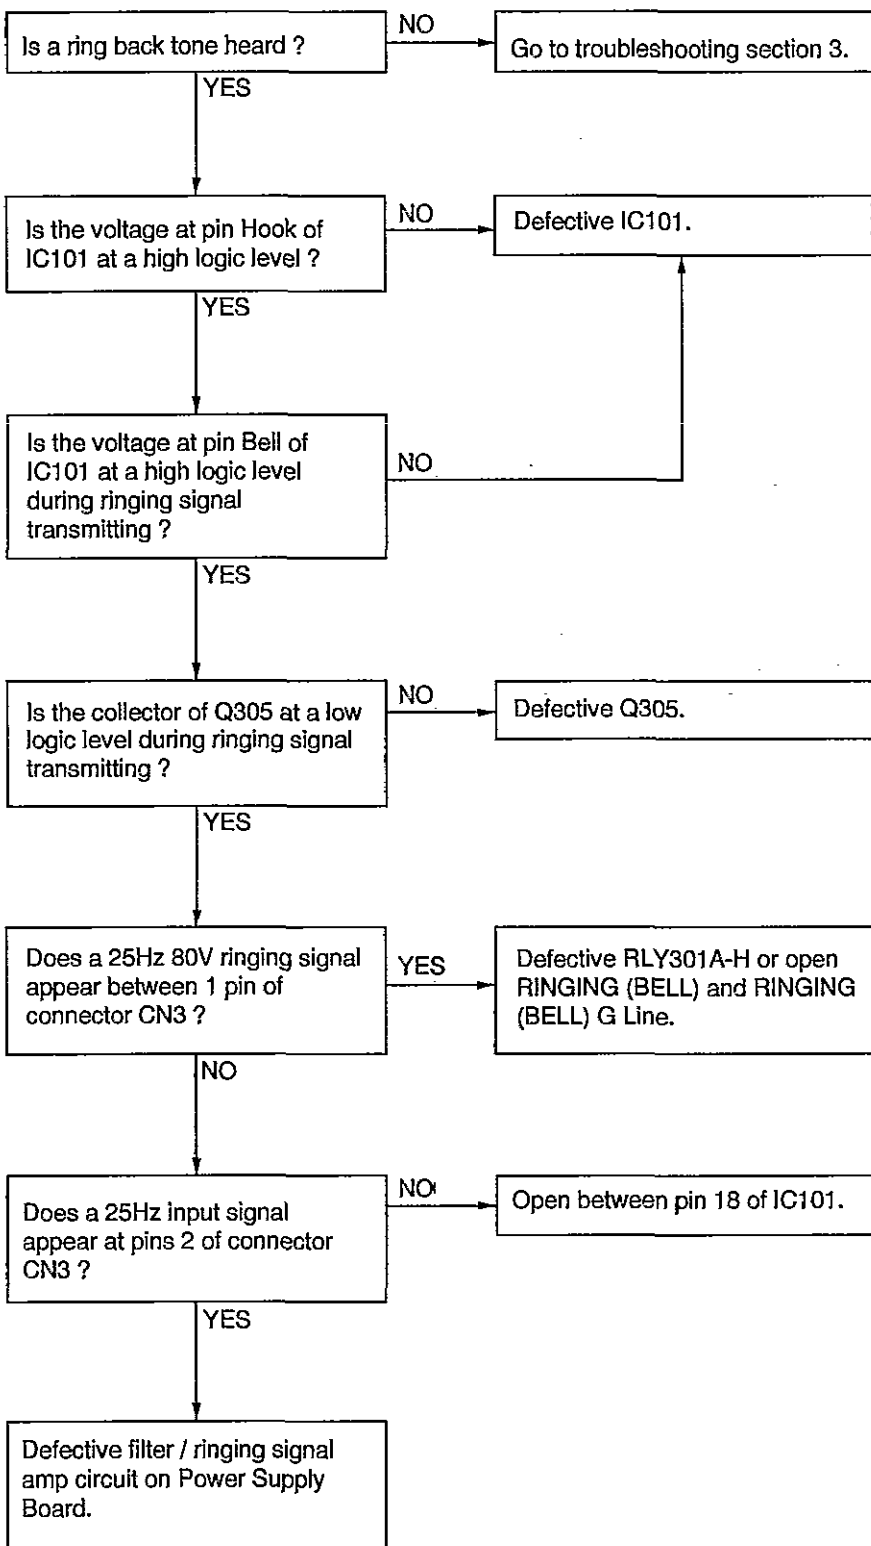 Is a ring back tone heard ?
NO
Go to troubleshooting section 3.
YES
Is the voltage at pin Hook of
IC101 at a high logic level ?
NO
Defective IC101.
YES
Is the voltage at pin Bell of
IC101 at a high logic level
during ringing signal
transmitting ?
NO
YES
Is the collector of Q305 at a low
logic level during ringing signal
transmitting ?
NO
Defective Q305.
YES
Does a 25Hz 80V ringing signal
appear between 1 pin of
connector CN3 ?
YES
Defective RLY301A-H or open
RINGING (BELL) and RINGING
(BELL) G Line.
NO
Does a 25Hz input signal
appear at pins 2 of connector
CN3 ?
NO
Open between pin 18 of IC101.
YES
Defective filter / ringing signal
amp circuit on Power Supply
Board.